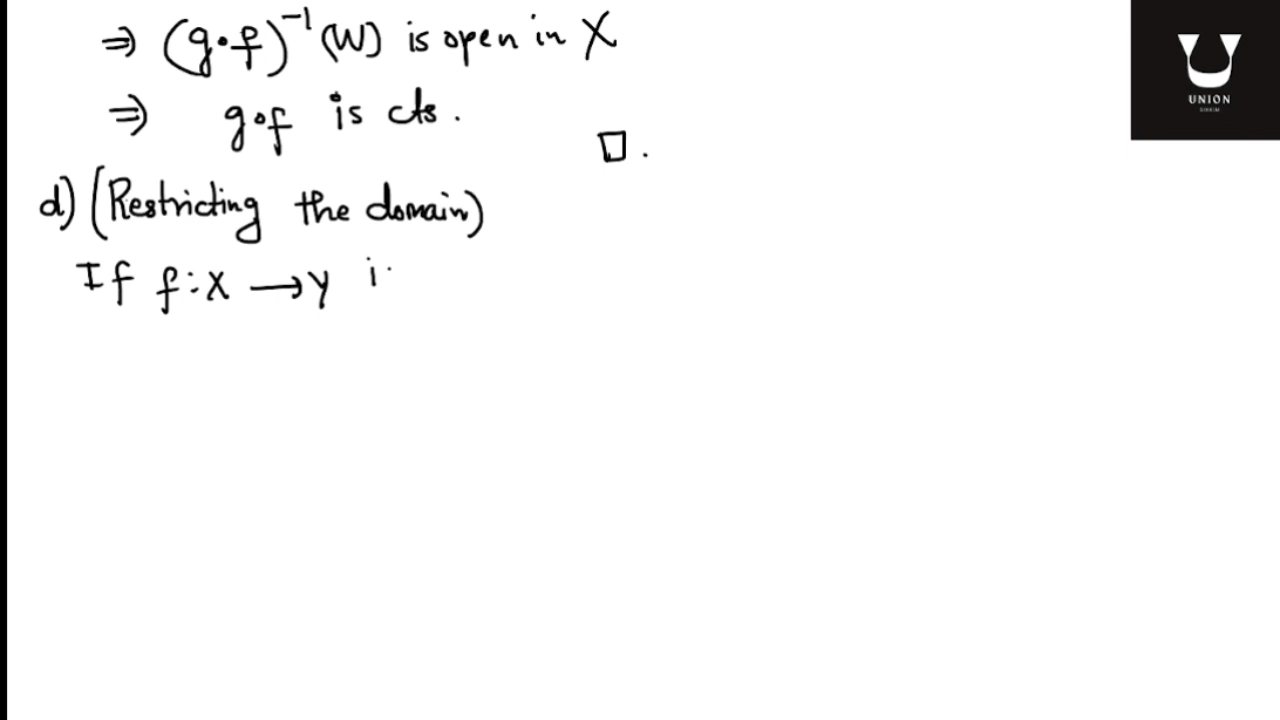 ⇒ (g∘f)⁻¹(W) is open in X
⇒ g∘f is cts.
□.
d) (Restricting the domain)
If f: X → Y i
UNION